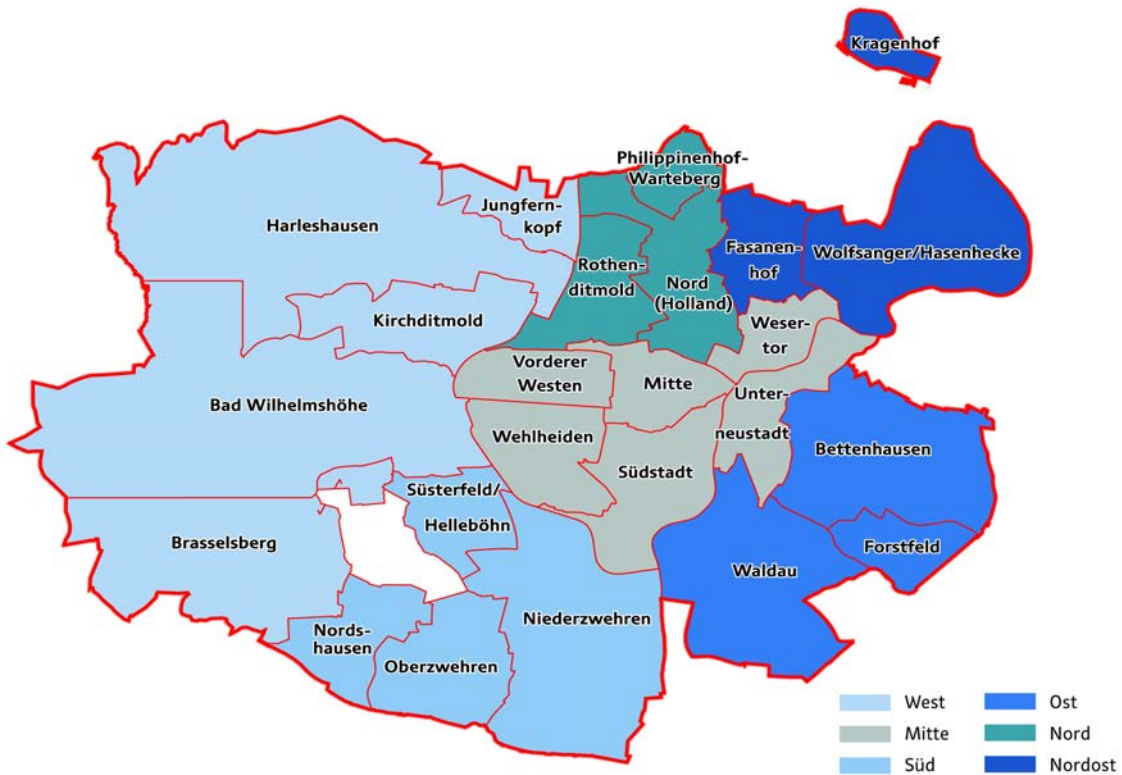 Kragenhof
Philippinenhof-
Warteberg
Jungfern-
kopf
Harleshausen
Rothen-
ditmold
Nord
(Holland)
Fasanen-
hof
Wolfsanger/Hasenhecke
Kirchditmold
Weser-
tor
Vorderer
Westen
Mitte
Unter-
neustadt
Bad Wilhelmshöhe
Wehlheiden
Südstadt
Bettenhausen
Süsterfeld/
Helleböhn
Brasselsberg
Forstfeld
Waldau
Niederzwehren
Nords-
hausen
Oberzwehren
West
Mitte
Süd
Ost
Nord
Nordost